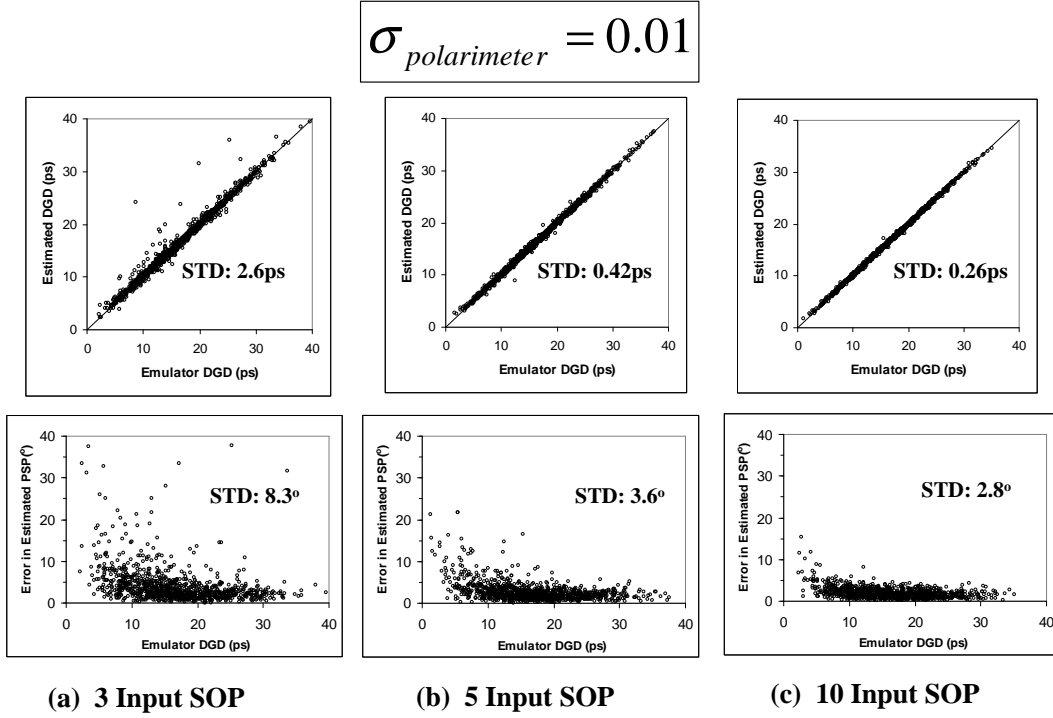 σ polarimeter = 0.01
40
30
20
10
0
0 10 20 30 40
Estimated DGD (ps)
Emulator DGD (ps)
STD: 2.6ps
40
30
20
10
0
0 10 20 30 40
Estimated DGD (ps)
Emulator DGD (ps)
STD: 0.42ps
40
30
20
10
0
0 10 20 30 40
Estimated DGD (ps)
Emulator DGD (ps)
STD: 0.26ps
40
30
20
10
0
0 10 20 30 40
Error in Estimated PSP(°)
Emulator DGD (ps)
STD: 8.3º
40
30
20
10
0
0 10 20 30 40
Error in Estimated PSP(°)
Emulator DGD (ps)
STD: 3.6º
40
30
20
10
0
0 10 20 30 40
Error in Estimated PSP(°)
Emulator DGD (ps)
STD: 2.8º
(a) 3 Input SOP
(b) 5 Input SOP
(c) 10 Input SOP